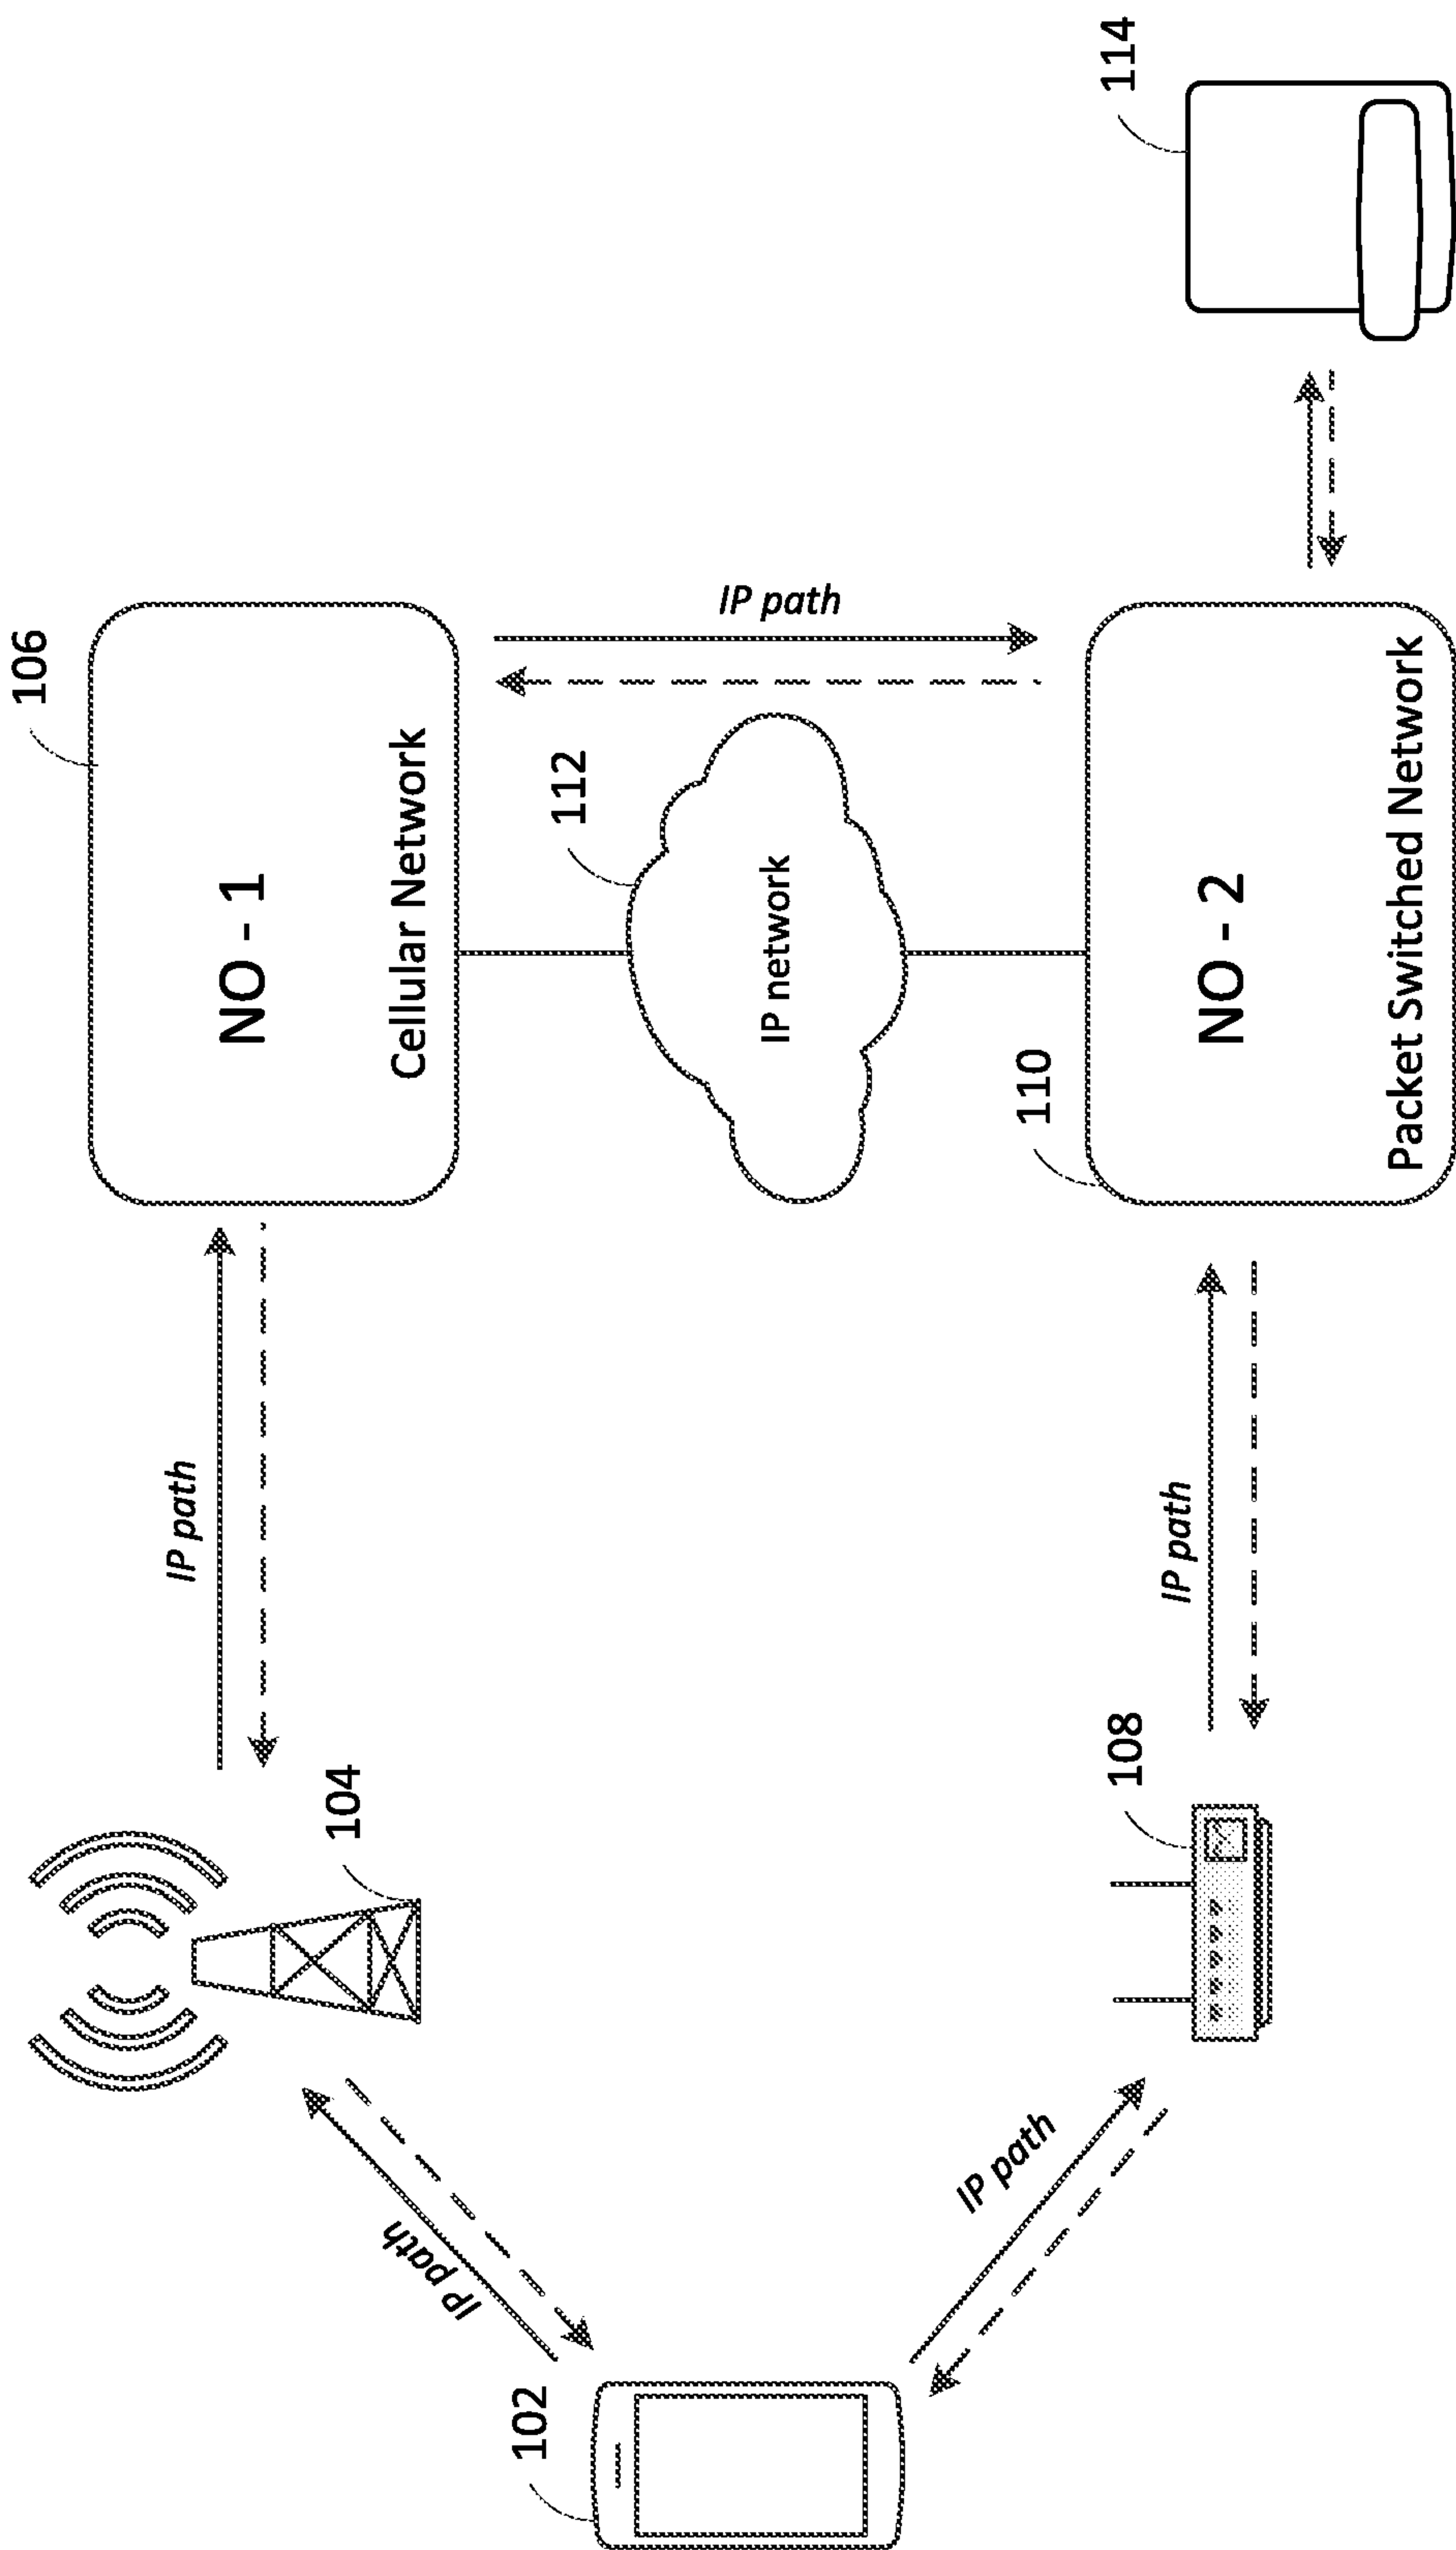 106
NO - 1
Cellular Network
IP path
104
IP path
102
IP path
112
IP network
IP path
110
NO - 2
Packet Switched Network
IP path
108
114